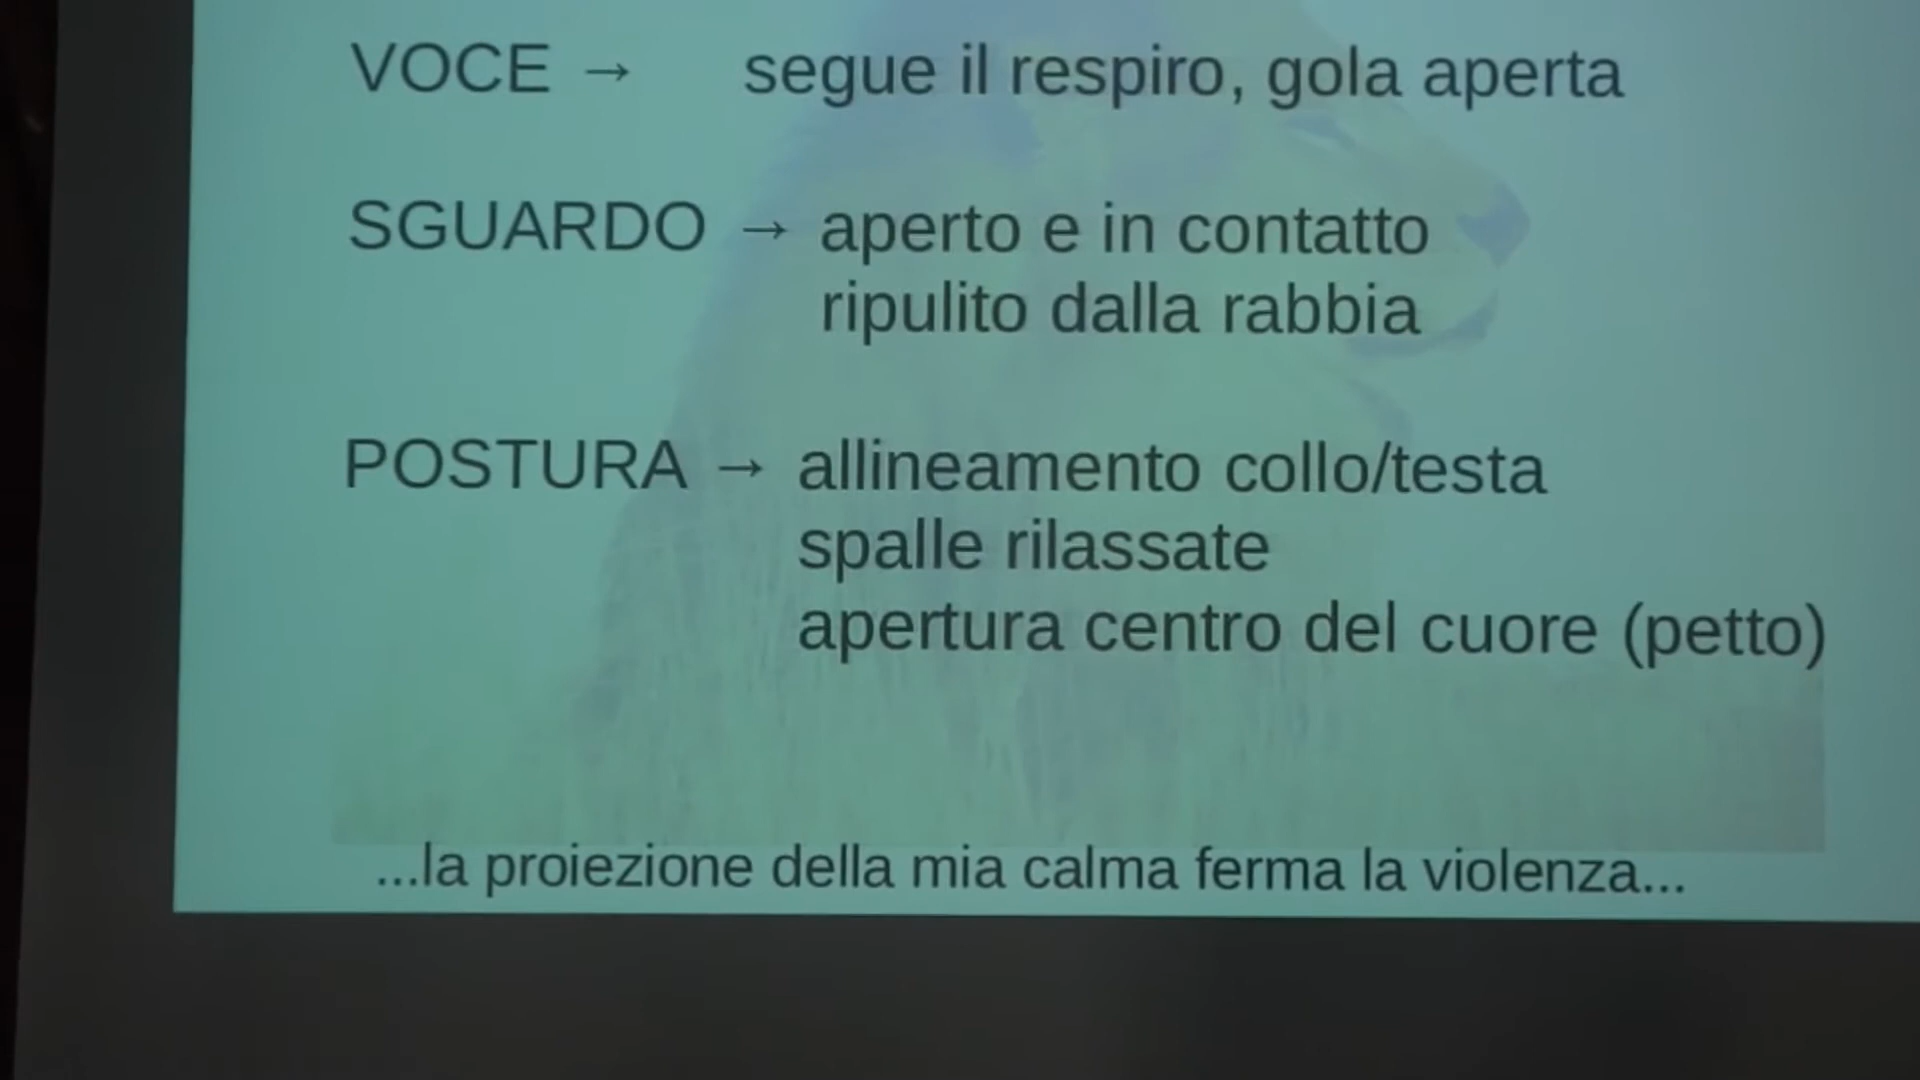 VOCE → segue il respiro, gola aperta
SGUARDO → aperto e in contatto
ripulito dalla rabbia
POSTURA → allineamento collo/testa
spalle rilassate
apertura centro del cuore (petto)
...la proiezione della mia calma ferma la violenza...